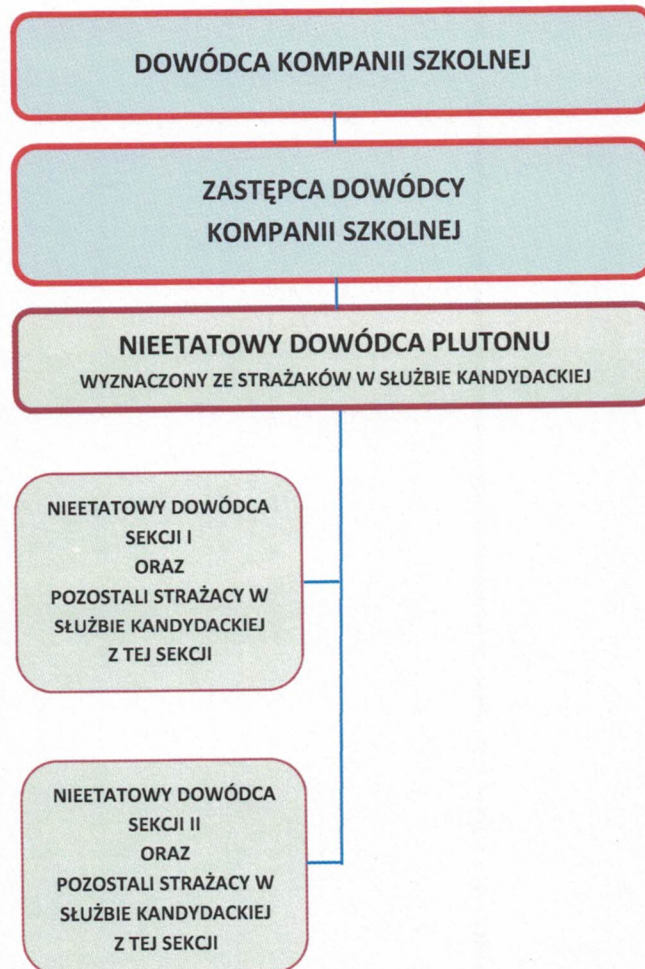 DOWÓDCA KOMPANII SZKOLNEJ
ZASTĘPCA DOWÓDCY
KOMPANII SZKOLNEJ
NIEETATOWY DOWÓDCA PLUTONU
WYZNACZONY ZE STRAŻAKÓW W SŁUŻBIE KANDYDACKIEJ
NIEETATOWY DOWÓDCA
SEKCJI I
ORAZ
POZOSTALI STRAŻACY W
SŁUŻBIE KANDYDACKIEJ
Z TEJ SEKCJI
NIEETATOWY DOWÓDCA
SEKCJI II
ORAZ
POZOSTALI STRAŻACY W
SŁUŻBIE KANDYDACKIEJ
Z TEJ SEKCJI